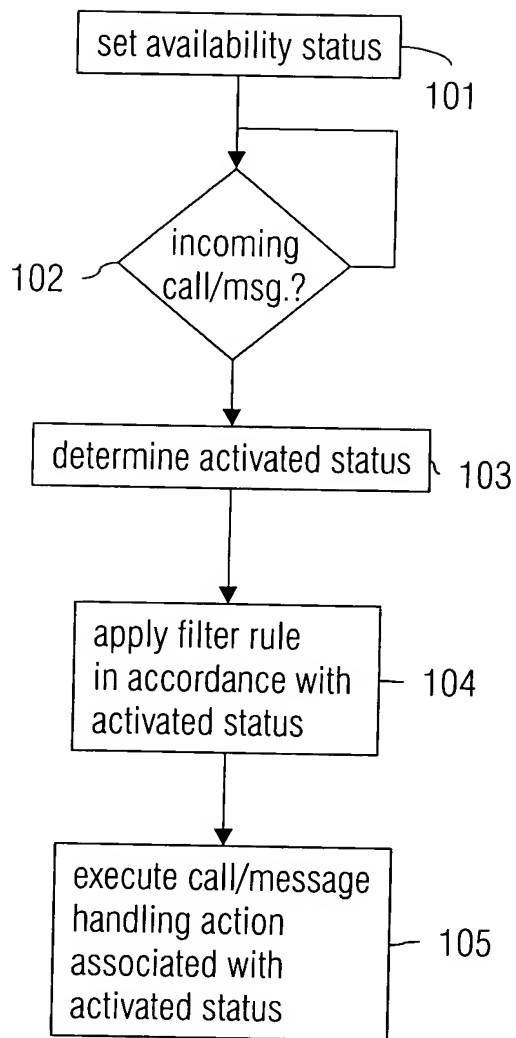 set availability status
101
incoming
call/msg.?
102
determine activated status
103
apply filter rule
in accordance with
activated status
104
execute call/message
handling action
associated with
activated status
105